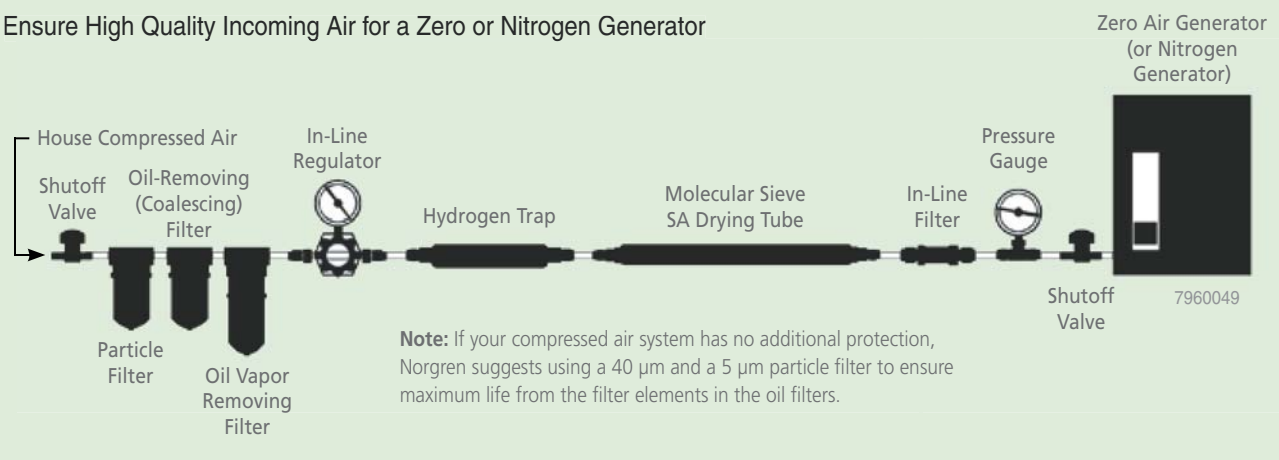 Ensure High Quality Incoming Air for a Zero or Nitrogen Generator
Zero Air Generator
(or Nitrogen
Generator)
House Compressed Air
Shutoff
Valve
Oil-Removing
(Coalescing)
Filter
In-Line
Regulator
Hydrogen Trap
Molecular Sieve
SA Drying Tube
In-Line
Filter
Pressure
Gauge
Shutoff
Valve
7960049
Particle
Filter
Oil Vapor
Removing
Filter
Note: If your compressed air system has no additional protection,
Norgren suggests using a 40 µm and a 5 µm particle filter to ensure
maximum life from the filter elements in the oil filters.